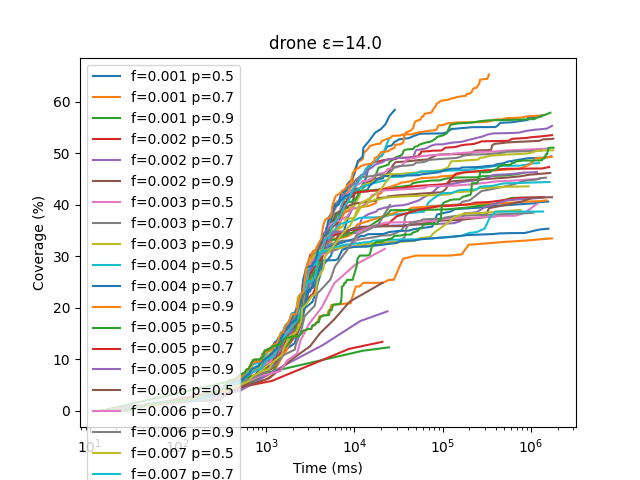 drone ε=14.0
Coverage (%)
60
50
40
30
20
10
0
f=0.001 p=0.5
f=0.001 p=0.7
f=0.001 p=0.9
f=0.002 p=0.5
f=0.002 p=0.7
f=0.002 p=0.9
f=0.003 p=0.5
f=0.003 p=0.7
f=0.003 p=0.9
f=0.004 p=0.5
f=0.004 p=0.7
f=0.004 p=0.9
f=0.005 p=0.5
f=0.005 p=0.7
f=0.005 p=0.9
f=0.006 p=0.5
f=0.006 p=0.7
f=0.006 p=0.9
f=0.007 p=0.5
f=0.007 p=0.7
10¹ 10² 10³ 10⁴ 10⁵ 10⁶
Time (ms)